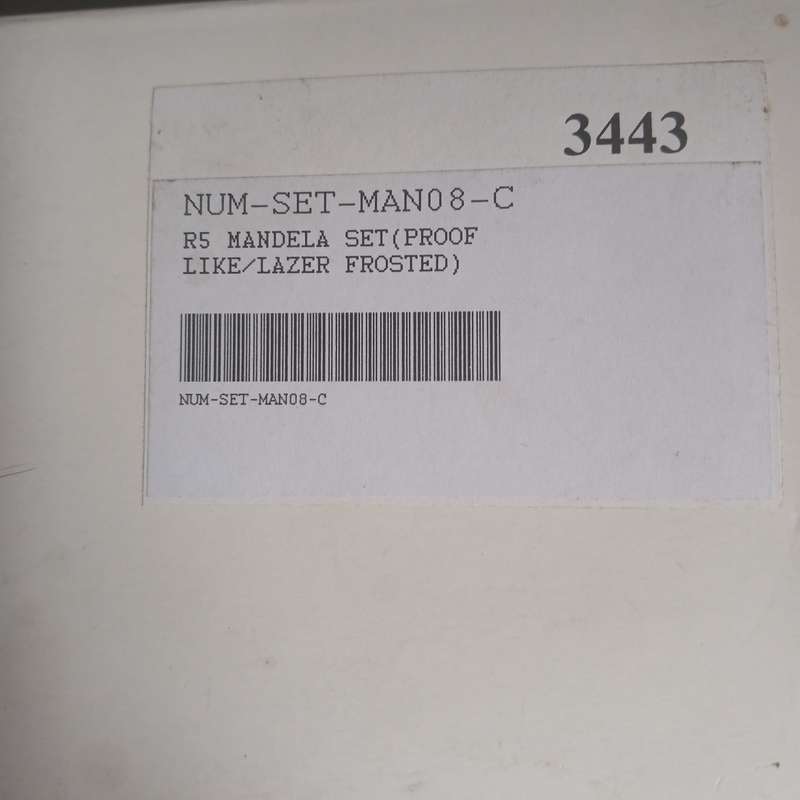 3443
NUM-SET-MAN08-C
R5 MANDELA SET(PROOF
LIKE/LAZER FROSTED)
NUM-SET-MAN08-C